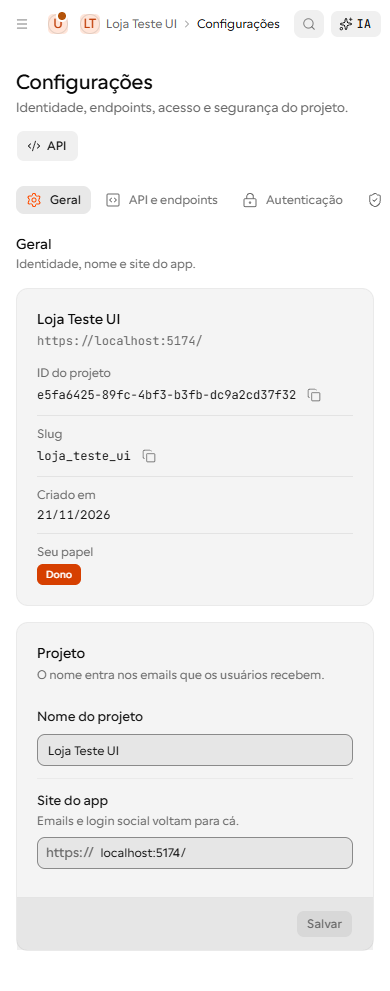 U LT Loja Teste UI > Configurações IA
Configurações
Identidade, endpoints, acesso e segurança do projeto.
API
Geral API e endpoints Autenticação
Geral
Identidade, nome e site do app.
Loja Teste UI
https://localhost:5174/
ID do projeto
e5fa6425-89fc-4bf3-b3fb-dc9a2cd37f32
Slug
loja_teste_ui
Criado em
21/11/2026
Seu papel
Dono
Projeto
O nome entra nos emails que os usuários recebem.
Nome do projeto
Loja Teste UI
Site do app
Emails e login social voltam para cá.
https:// localhost:5174/
Salvar